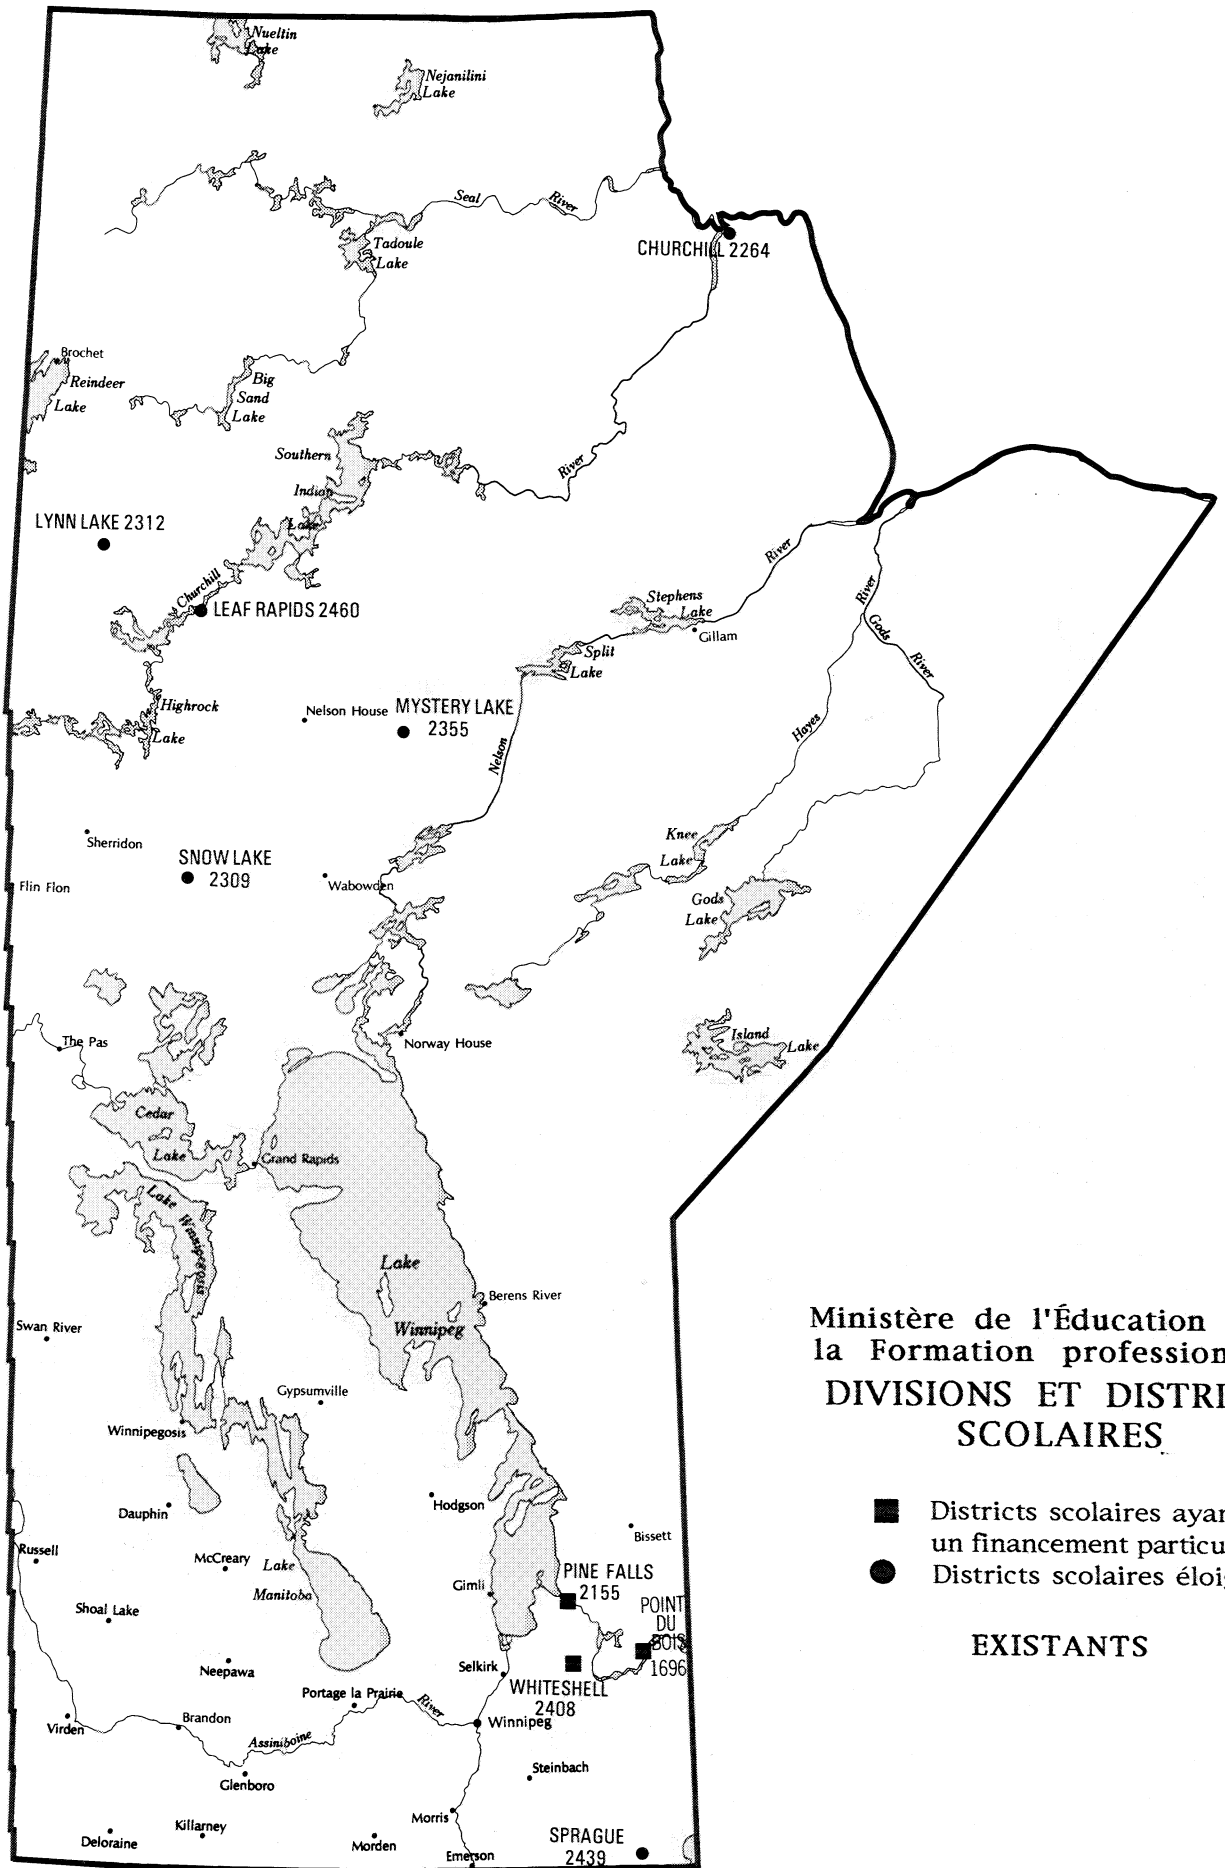 Nueltin
Lake
Nejanilini
Lake
Seal
River
CHURCHILL 2264
Tadoule
Lake
Brochet
Reindeer
Lake
Big
Sand
Lake
Southern
Indian
Lake
River
LYNN LAKE 2312
Churchill
LEAF RAPIDS 2460
River
Stephens
Lake
Gillam
River
Gods
River
Split
Lake
Highrock
Lake
Nelson House
MYSTERY LAKE
2355
Nelson
Hayes
Sherridon
Knee
Lake
SNOW LAKE
2309
Flin Flon
Wabowden
Gods
Lake
The Pas
Norway House
Island
Lake
Cedar
Lake
Grand Rapids
Lake
Winnipegosis
Lake
Winnipeg
Berens River
Swan River
Gypsumville
Winnipegosis
Ministère de l'Éducation
la Formation profession
DIVISIONS ET DISTRI
SCOLAIRES
Dauphin
Hodgson
Bissett
Districts scolaires ayan
un financement particu
Districts scolaires éloig
Russell
McCreary
Lake
Manitoba
Gimli
PINE FALLS
2155
Shoal Lake
POINT
DU
BOIS
1696
EXISTANTS
Neepawa
Selkirk
WHITESHELL
2408
Portage la Prairie
River
Virden
Brandon
Assiniboine
Winnipeg
Glenboro
Steinbach
Deloraine
Killarney
Morden
Morris
Emerson
SPRAGUE
2439